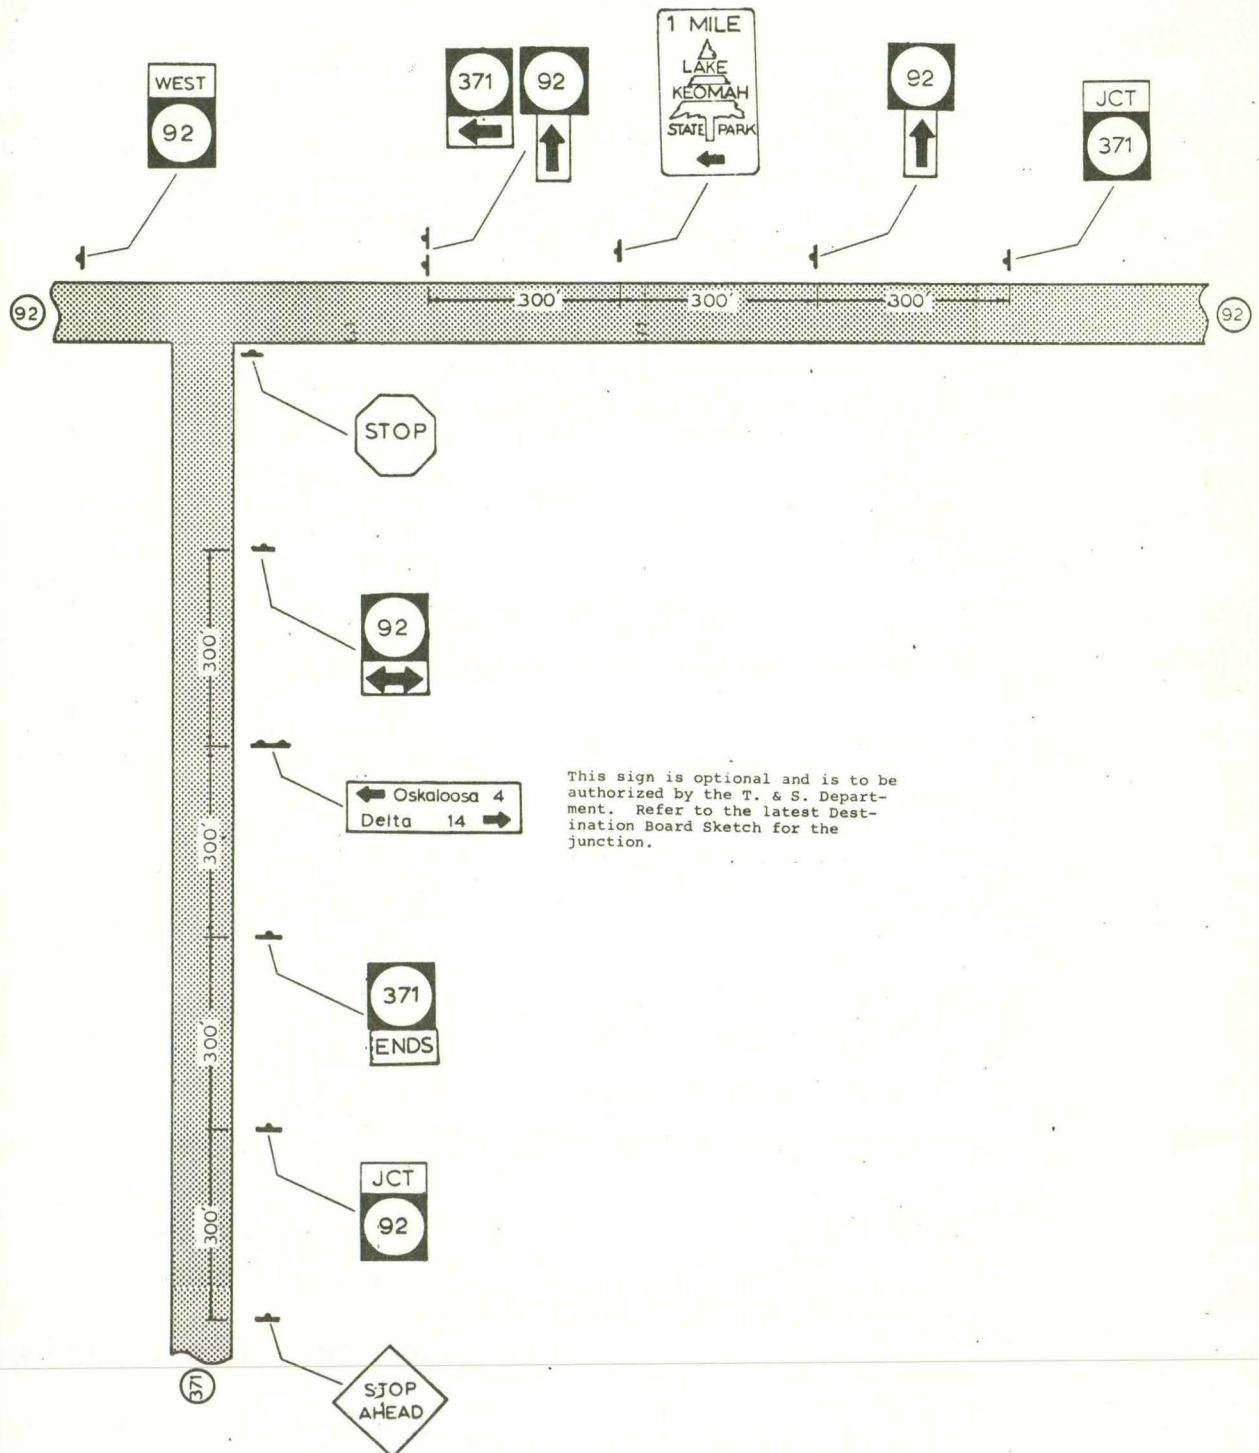 1 MILE
LAKE
KEOMAH
STATE PARK
WEST
92
371
92
92
JCT
371
92
300'
300'
300'
92
STOP
300'
92
300'
Oskaloosa 4
Delta 14
This sign is optional and is to be
authorized by the T. & S. Depart-
ment. Refer to the latest Dest-
ination Board Sketch for the
junction.
371
ENDS
300'
JCT
92
300'
371
STOP
AHEAD